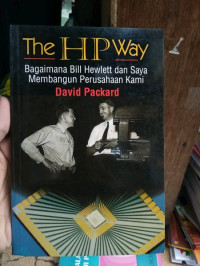 The HP Way
Bagaimana Bill Hewlett dan Saya
Membangun Perusahaan Kami
David Packard